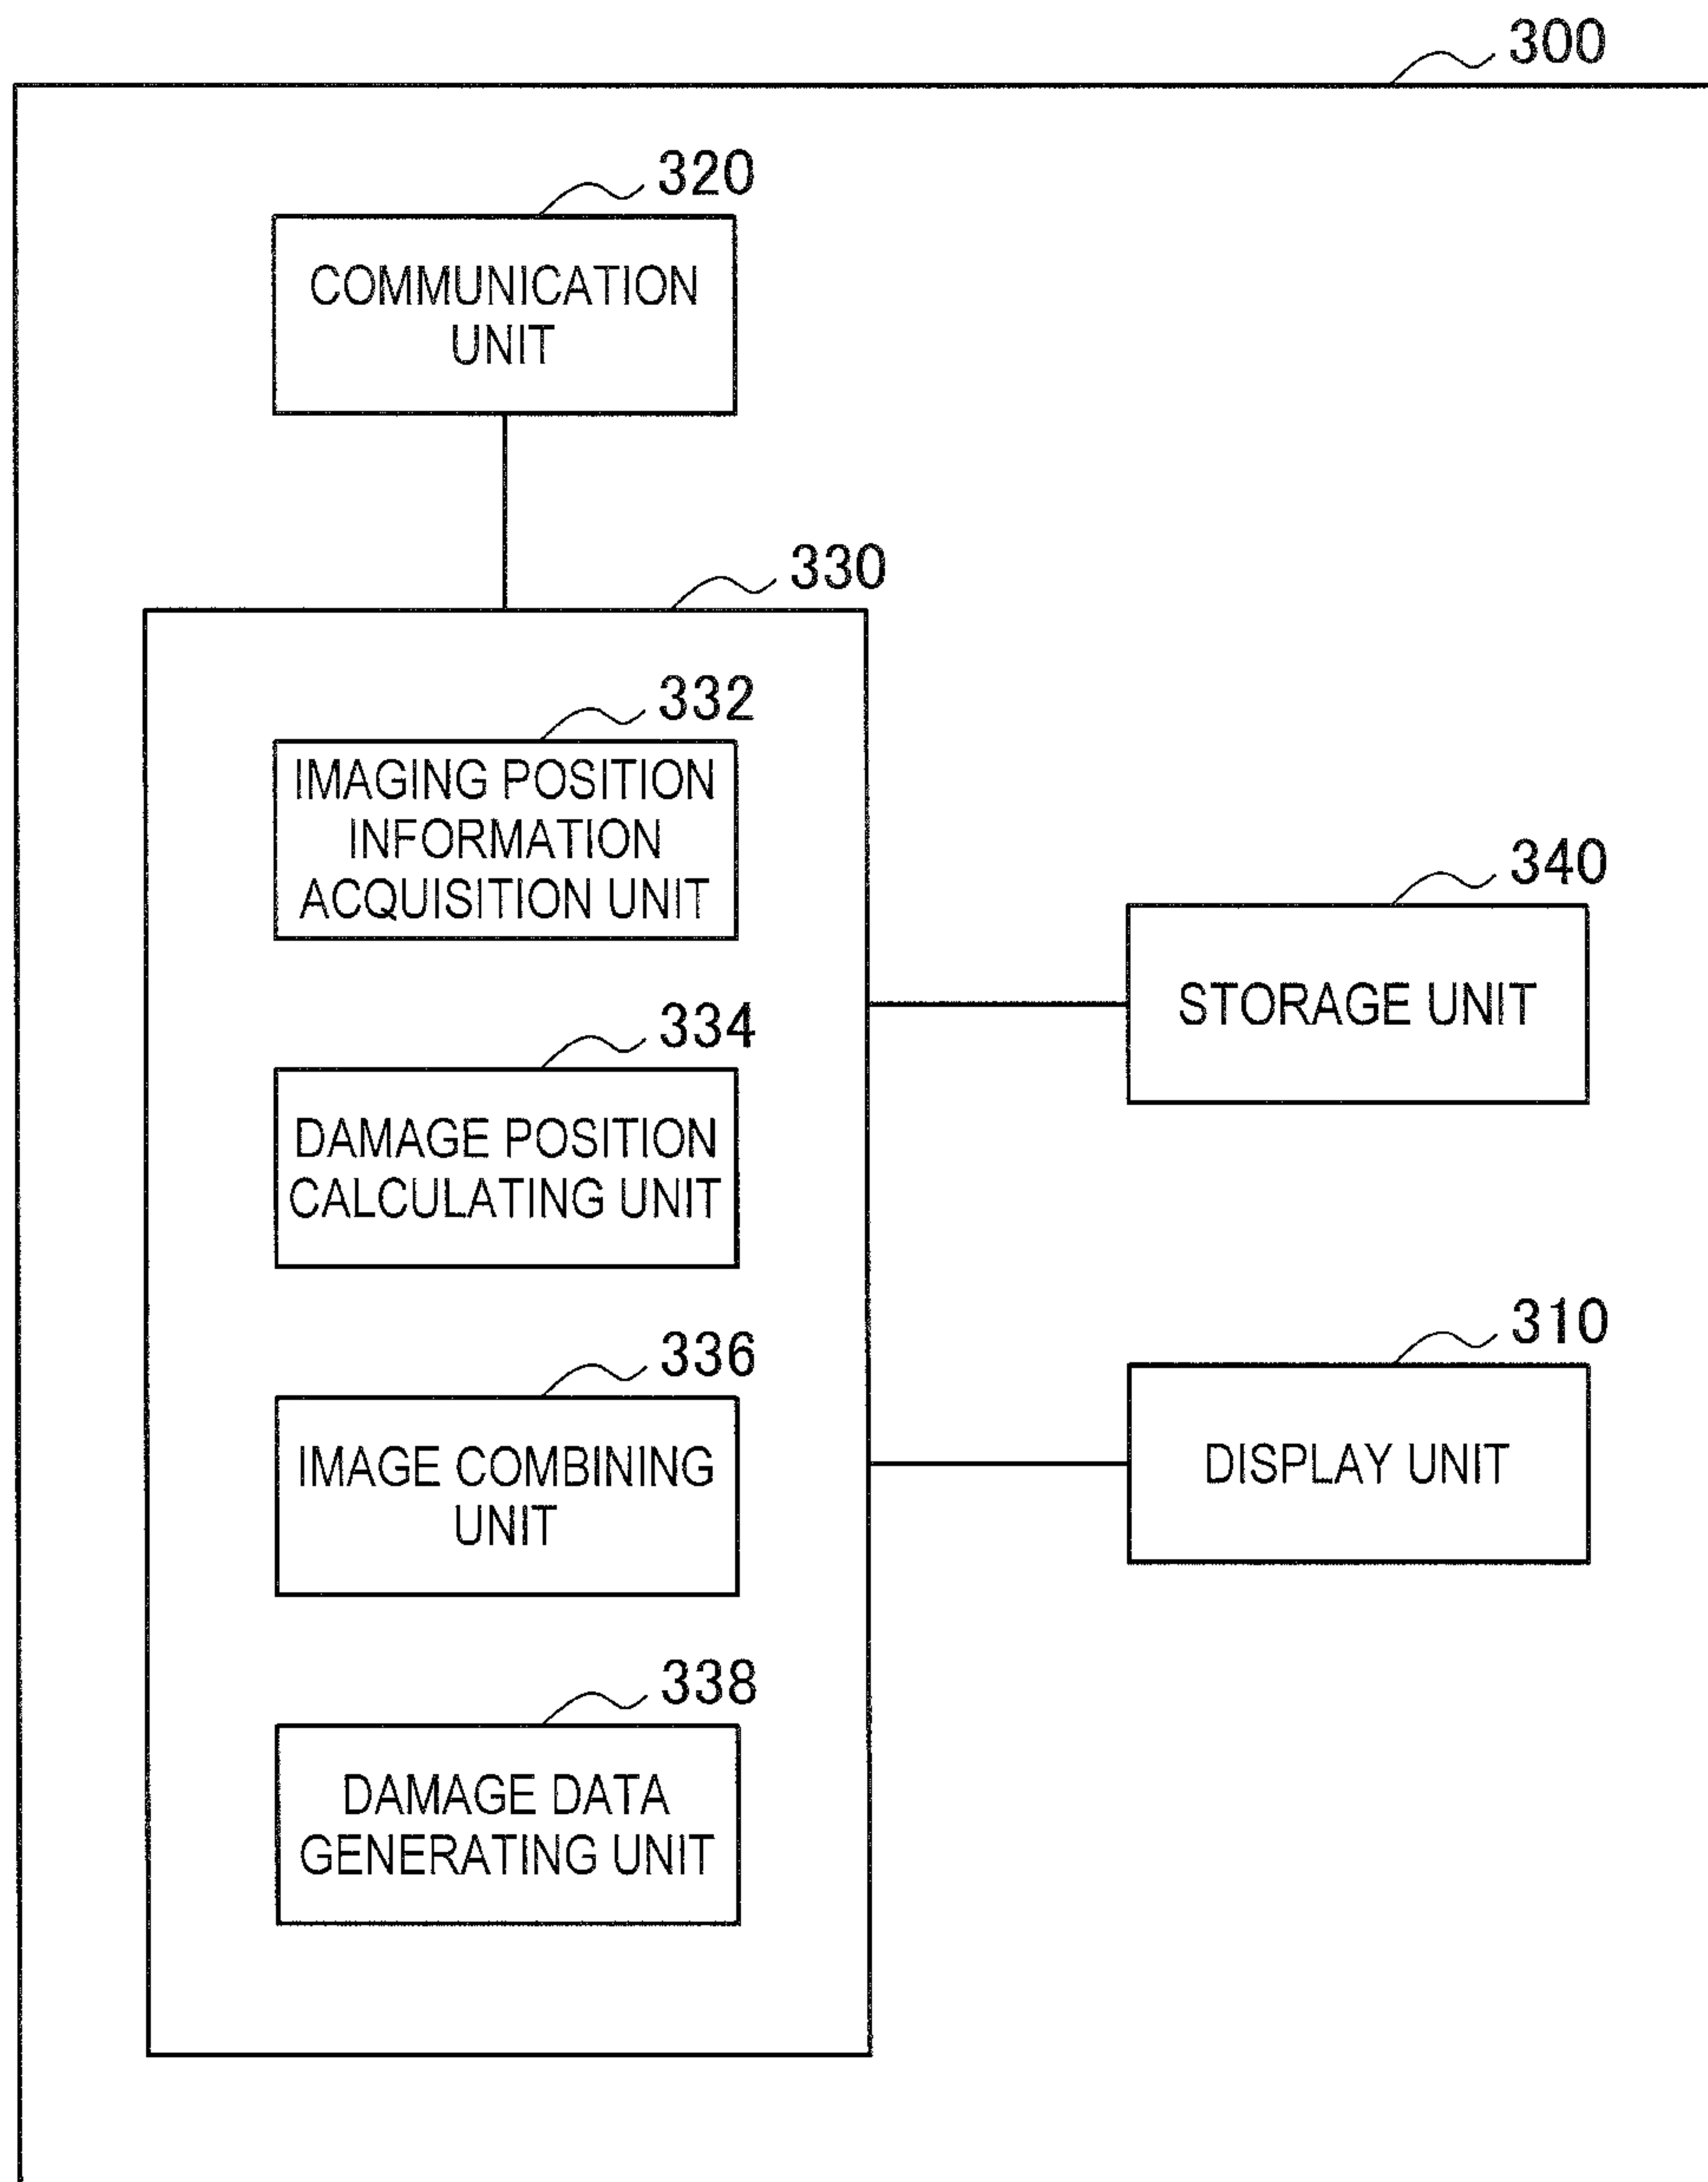 300
320
COMMUNICATION
UNIT
330
332
IMAGING POSITION
INFORMATION
ACQUISITION UNIT
334
DAMAGE POSITION
CALCULATING UNIT
336
IMAGE COMBINING
UNIT
338
DAMAGE DATA
GENERATING UNIT
340
STORAGE UNIT
310
DISPLAY UNIT